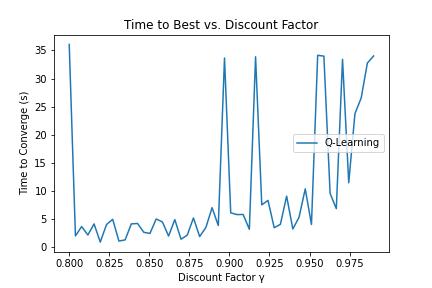 Time to Best vs. Discount Factor
Time to Converge (s)
35
30
25
20
15
10
5
0
Q-Learning
0.800 0.825 0.850 0.875 0.900 0.925 0.950 0.975
Discount Factor γ